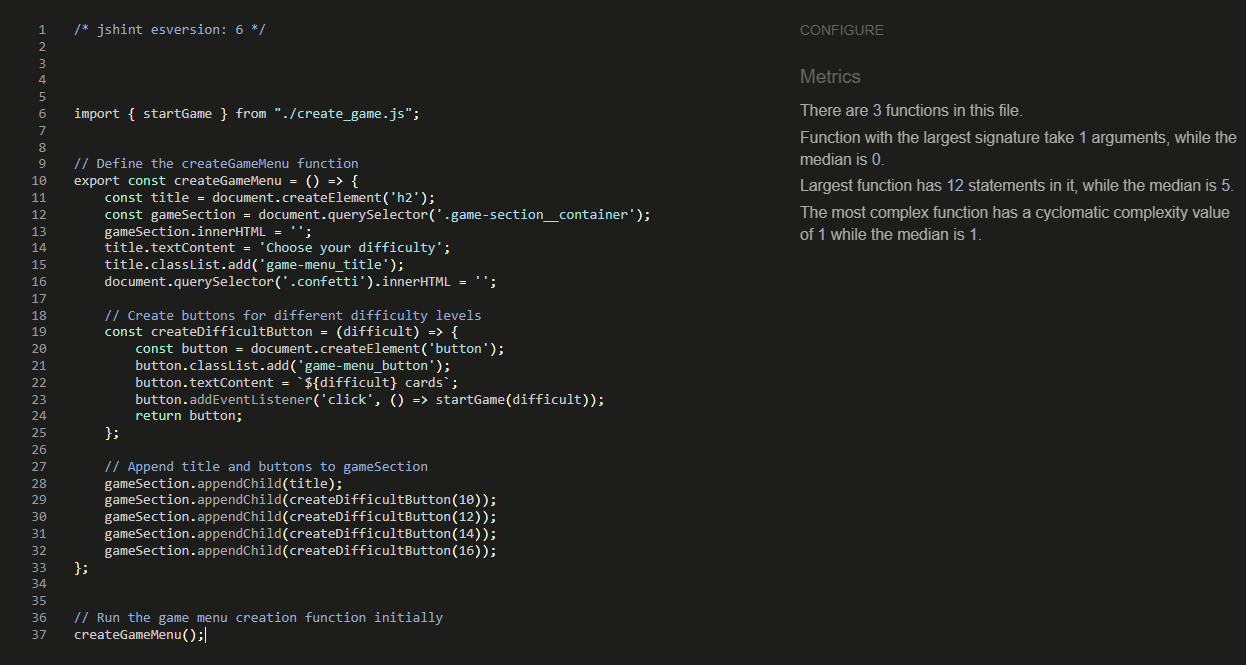 1 /* jshint esversion: 6 */
2
3
4
5
6 import { startGame } from "./create_game.js";
7
8
9 // Define the createGameMenu function
10 export const createGameMenu = () => {
11     const title = document.createElement('h2');
12     const gameSection = document.querySelector('.game-section__container');
13     gameSection.innerHTML = '';
14     title.textContent = 'Choose your difficulty';
15     title.classList.add('game-menu_title');
16     document.querySelector('.confetti').innerHTML = '';
17
18     // Create buttons for different difficulty levels
19     const createDifficultButton = (difficult) => {
20         const button = document.createElement('button');
21         button.classList.add('game-menu_button');
22         button.textContent = `${difficult} cards`;
23         button.addEventListener('click', () => startGame(difficult));
24         return button;
25     };
26
27     // Append title and buttons to gameSection
28     gameSection.appendChild(title);
29     gameSection.appendChild(createDifficultButton(10));
30     gameSection.appendChild(createDifficultButton(12));
31     gameSection.appendChild(createDifficultButton(14));
32     gameSection.appendChild(createDifficultButton(16));
33 };
34
35
36 // Run the game menu creation function initially
37 createGameMenu();
CONFIGURE
Metrics
There are 3 functions in this file.
Function with the largest signature take 1 arguments, while the
median is 0.
Largest function has 12 statements in it, while the median is 5.
The most complex function has a cyclomatic complexity value
of 1 while the median is 1.